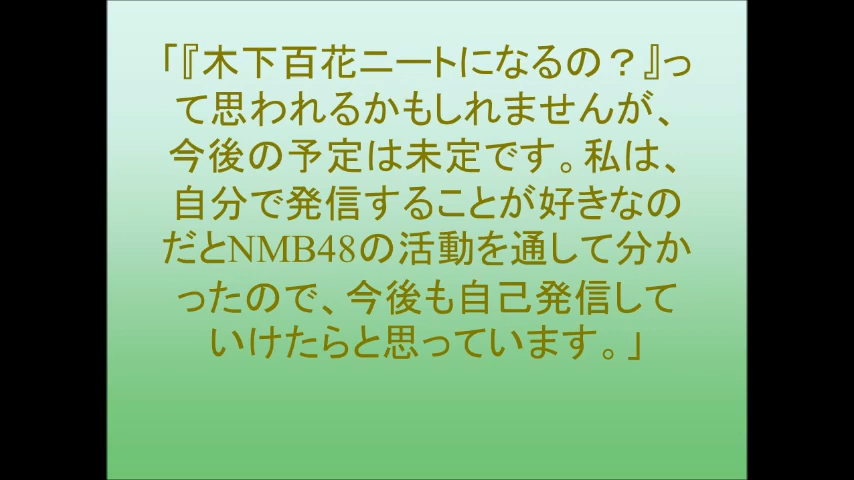 「『木下百花ニートになるの？』っ
て思われるかもしれませんが、
今後の予定は未定です。私は、
自分で発信することが好きなの
だとNMB48の活動を通して分か
ったので、今後も自己発信して
いけたらと思っています。」